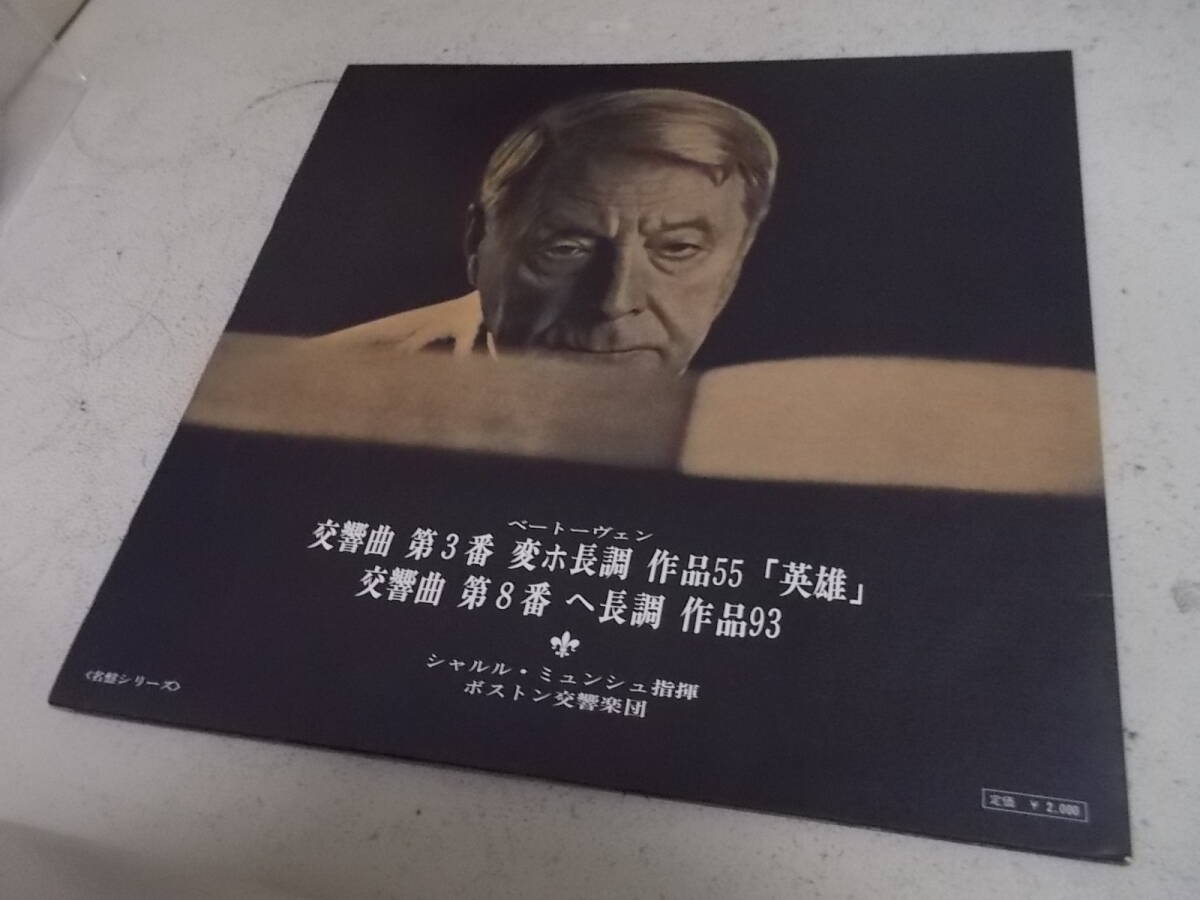 ベートーヴェン
交響曲 第3番 変ホ長調 作品55「英雄」
交響曲 第8番 ヘ長調 作品93
シャルル・ミュンシュ指揮
ボストン交響楽団
〈名盤シリーズ〉
定価 ￥2.000